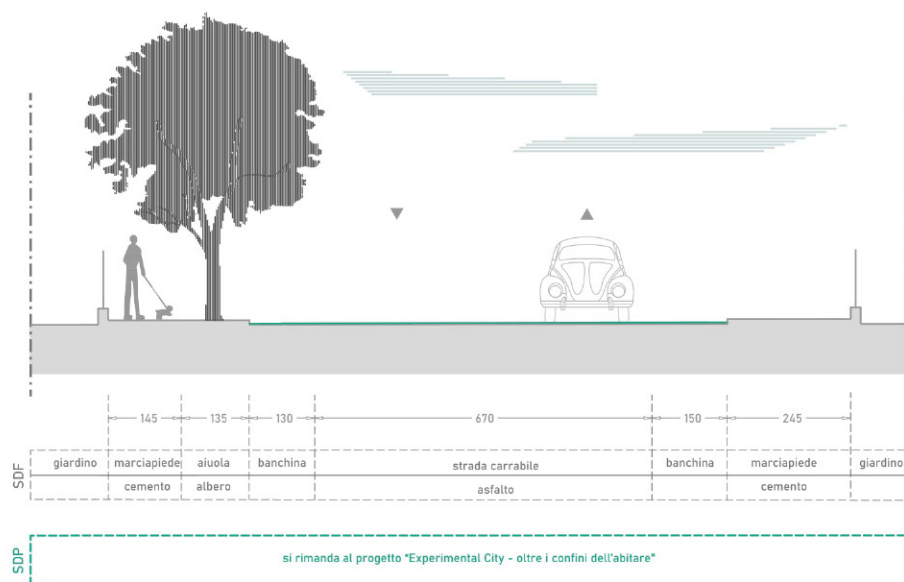 145 135 130 670 150 245
SDF
giardino marciapiede aiuola banchina strada carrabile banchina marciapiede giardino
cemento albero asfalto cemento
SDP
si rimanda al progetto "Experimental City - oltre i confini dell'abitare"